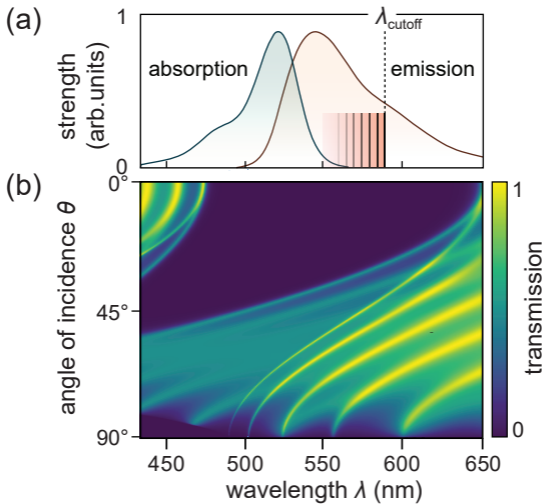 (a)
1
λcutoff
absorption
emission
strength
(arb.units)
0
(b)
0°
45°
90°
angle of incidence θ
1
transmission
0
450 500 550 600 650
wavelength λ (nm)